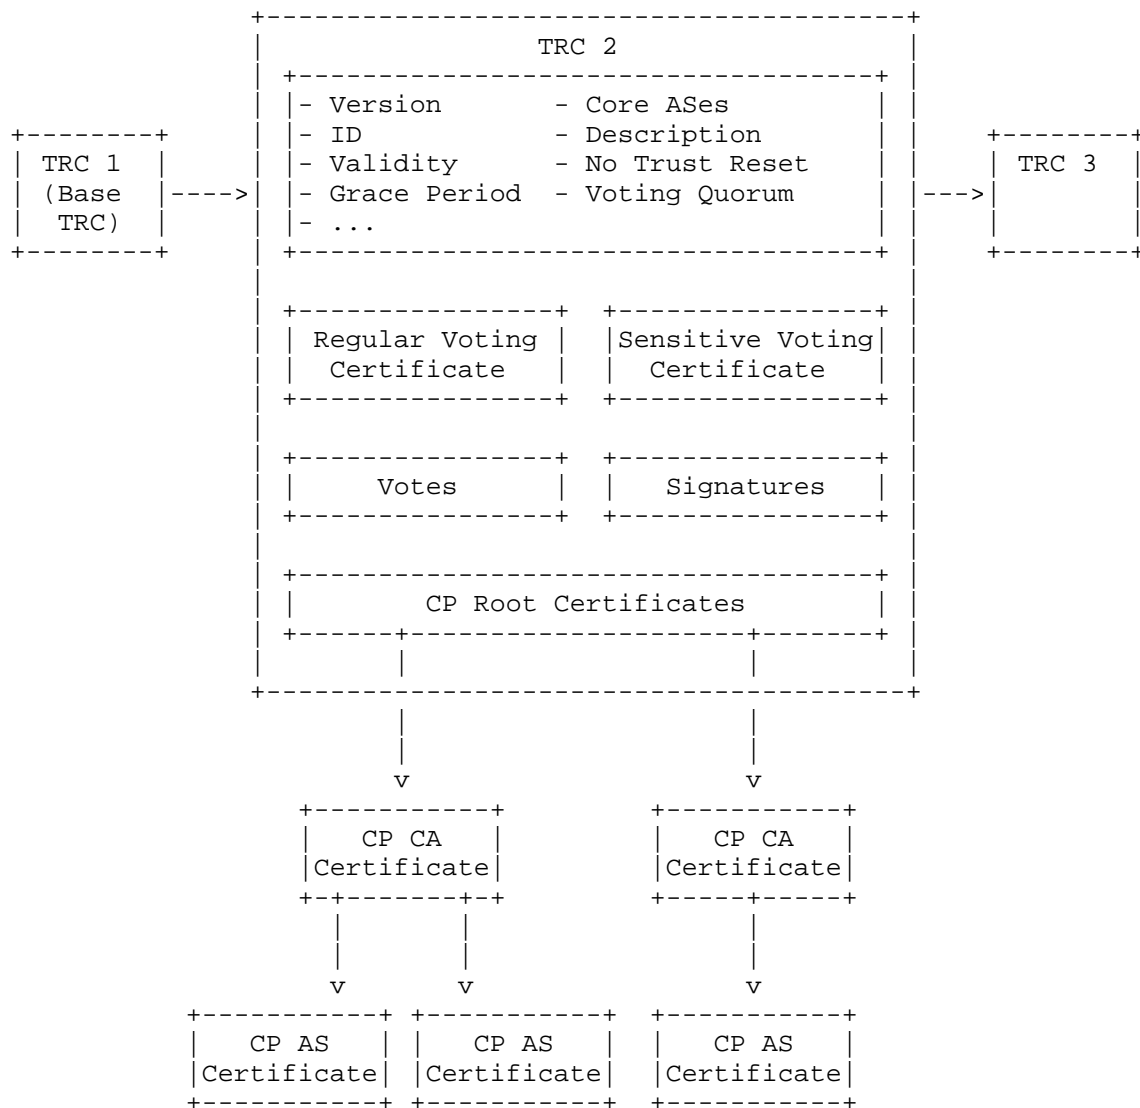 TRC 2
- Version - Core ASes
- ID - Description
TRC 1 - Validity - No Trust Reset TRC 3
(Base - Grace Period - Voting Quorum
TRC) - ...
Regular Voting Sensitive Voting
Certificate Certificate
Votes Signatures
CP Root Certificates
CP CA CP CA
Certificate Certificate
CP AS CP AS CP AS
Certificate Certificate Certificate